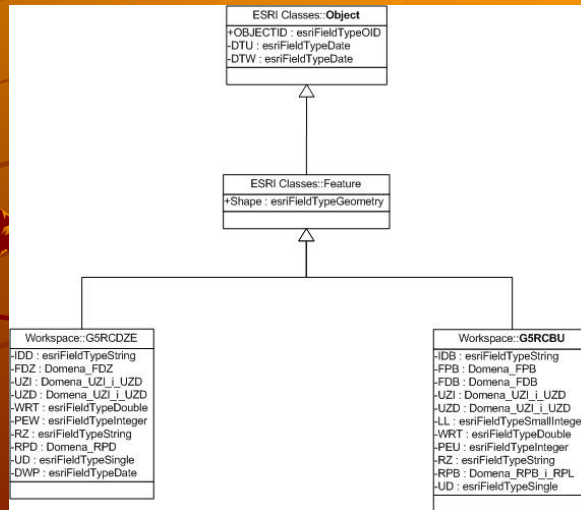 ESRI Classes::Object
+OBJECTID : esriFieldTypeOID
-DTU : esriFieldTypeDate
-DTW : esriFieldTypeDate
ESRI Classes::Feature
+Shape : esriFieldTypeGeometry
Workspace::G5RCDZE
-IDD : esriFieldTypeString
-FDZ : Domena_FDZ
-UZI : Domena_UZI_i_UZD
-UZD : Domena_UZI_i_UZD
-WRT : esriFieldTypeDouble
-PEW : esriFieldTypeInteger
-RZ : esriFieldTypeString
-RPD : Domena_RPD
-UD : esriFieldTypeSingle
-DWP : esriFieldTypeDate
Workspace::G5RCBU
-IDB : esriFieldTypeString
-FPB : Domena_FPB
-FDB : Domena_FDB
-UZI : Domena_UZI_i_UZD
-UZD : Domena_UZI_i_UZD
-LL : esriFieldTypeSmallInteger
-WRT : esriFieldTypeDouble
-PEU : esriFieldTypeInteger
-RZ : esriFieldTypeString
-RPB : Domena_RPB_i_RPL
-UD : esriFieldTypeSingle